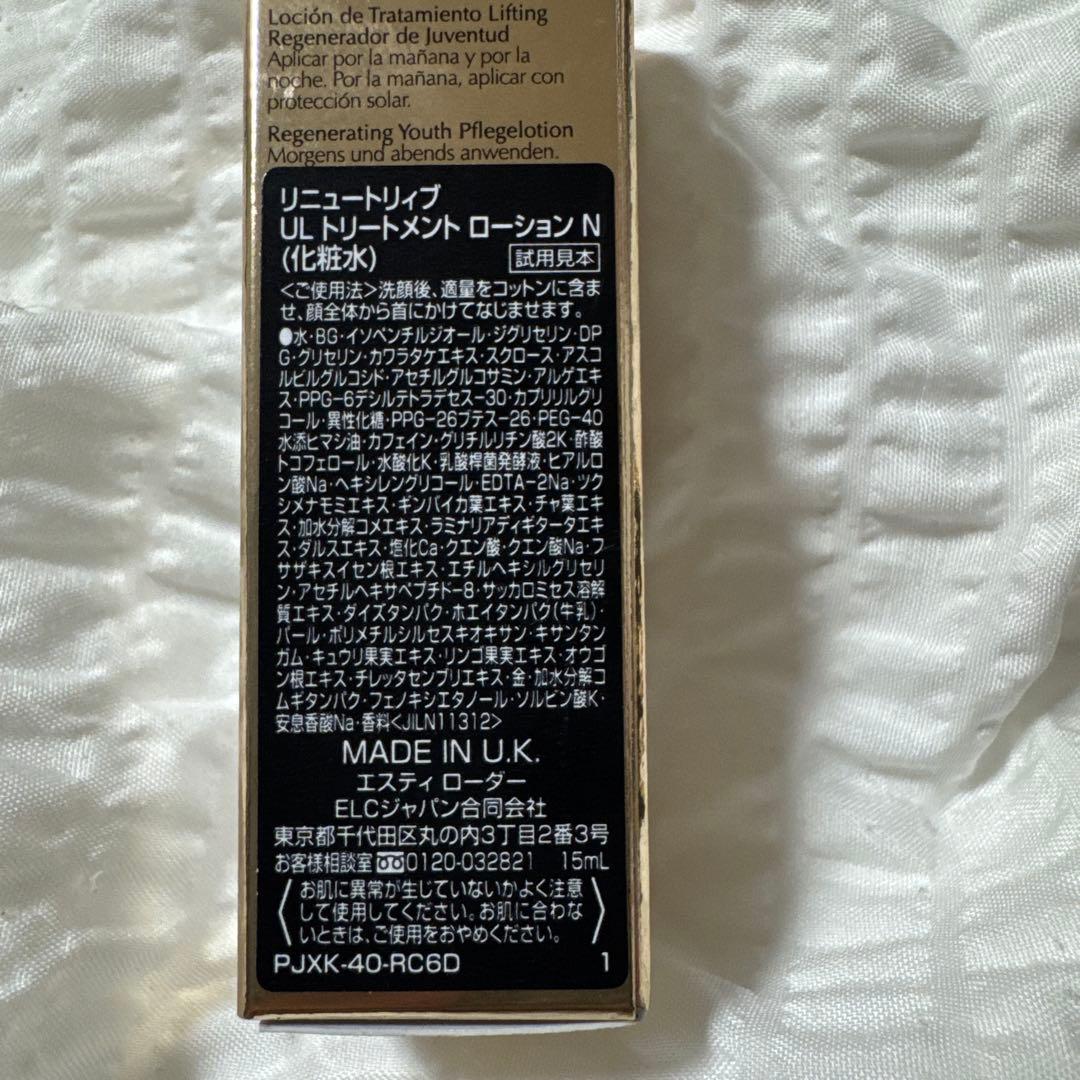 Loción de Tratamiento Lifting
Regenerador de Juventud
Aplicar por la mañana y por la
noche. Por la mañana, aplicar con
protección solar.
Regenerating Youth Pflegelotion
Morgens und abends anwenden.
リニュートリィブ
UL トリートメント ローション N
(化粧水) 試用見本
<ご使用法>洗顔後、適量をコットンに含ま
せ、顔全体から首にかけてなじませます。
●水・BG・イソペンチルジオール・ジグリセリン・DP
G・グリセリン・カワラタケエキス・スクロース・アスコ
ルビルグルコシド・アセチルグルコサミン・アルゲエキ
ス・PPG-6デシルテトラデセス-30・カプリリルグリ
コール・異性化糖・PPG-26ブテス-26・PEG-40
水添ヒマシ油・カフェイン・グリチルリチン酸2K・酢酸
トコフェロール・水酸化K・乳酸桿菌発酵液・ヒアルロ
ン酸Na・ヘキシレングリコール・EDTA-2Na・ツク
シメナモミエキス・ギンバイカ葉エキス・チャ葉エキ
ス・加水分解コメエキス・ラミナリアディギタータエキ
ス・ダルスエキス・塩化Ca・クエン酸・クエン酸Na・フ
サザキスイセン根エキス・エチルヘキシルグリセリ
ン・アセチルヘキサペプチド-8・サッカロミセス溶解
質エキス・ダイズタンパク・ホエイタンパク(牛乳)・
パール・ポリメチルシルセスキオキサン・キサンタン
ガム・キュウリ果実エキス・リンゴ果実エキス・オウゴ
ン根エキス・チレッタセンブリエキス・金・加水分解コ
ムギタンパク・フェノキシエタノール・ソルビン酸K・
安息香酸Na・香料<JILN11312>
MADE IN U.K.
エスティ ローダー
ELCジャパン合同会社
東京都千代田区丸の内3丁目2番3号
お客様相談室 0120-032821 15mL
お肌に異常が生じていないかよく注意
して使用してください。お肌に合わな
いときは、ご使用をおやめください。
PJXK-40-RC6D 1